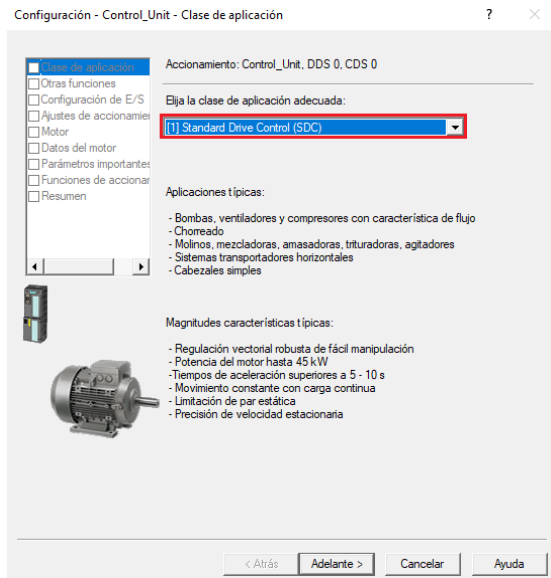 Configuración - Control_Unit - Clase de aplicación
?
Clase de aplicación
Otras funciones
Configuración de E/S
Ajustes de accionamier
Motor
Datos del motor
Parámetros importantes
Funciones de accionar
Resumen
Accionamiento: Control_Unit, DDS 0, CDS 0
Elija la clase de aplicación adecuada:
[1] Standard Drive Control (SDC)
Aplicaciones típicas:
- Bombas, ventiladores y compresores con característica de flujo
- Chorreado
- Molinos, mezcladoras, amasadoras, trituradoras, agitadores
- Sistemas transportadores horizontales
- Cabezales simples
Magnitudes características típicas:
- Regulación vectorial robusta de fácil manipulación
- Potencia del motor hasta 45 kW
-Tiempos de aceleración superiores a 5 - 10 s
- Movimiento constante con carga continua
- Limitación de par estática
- Precisión de velocidad estacionaria
< Atrás
Adelante >
Cancelar
Ayuda